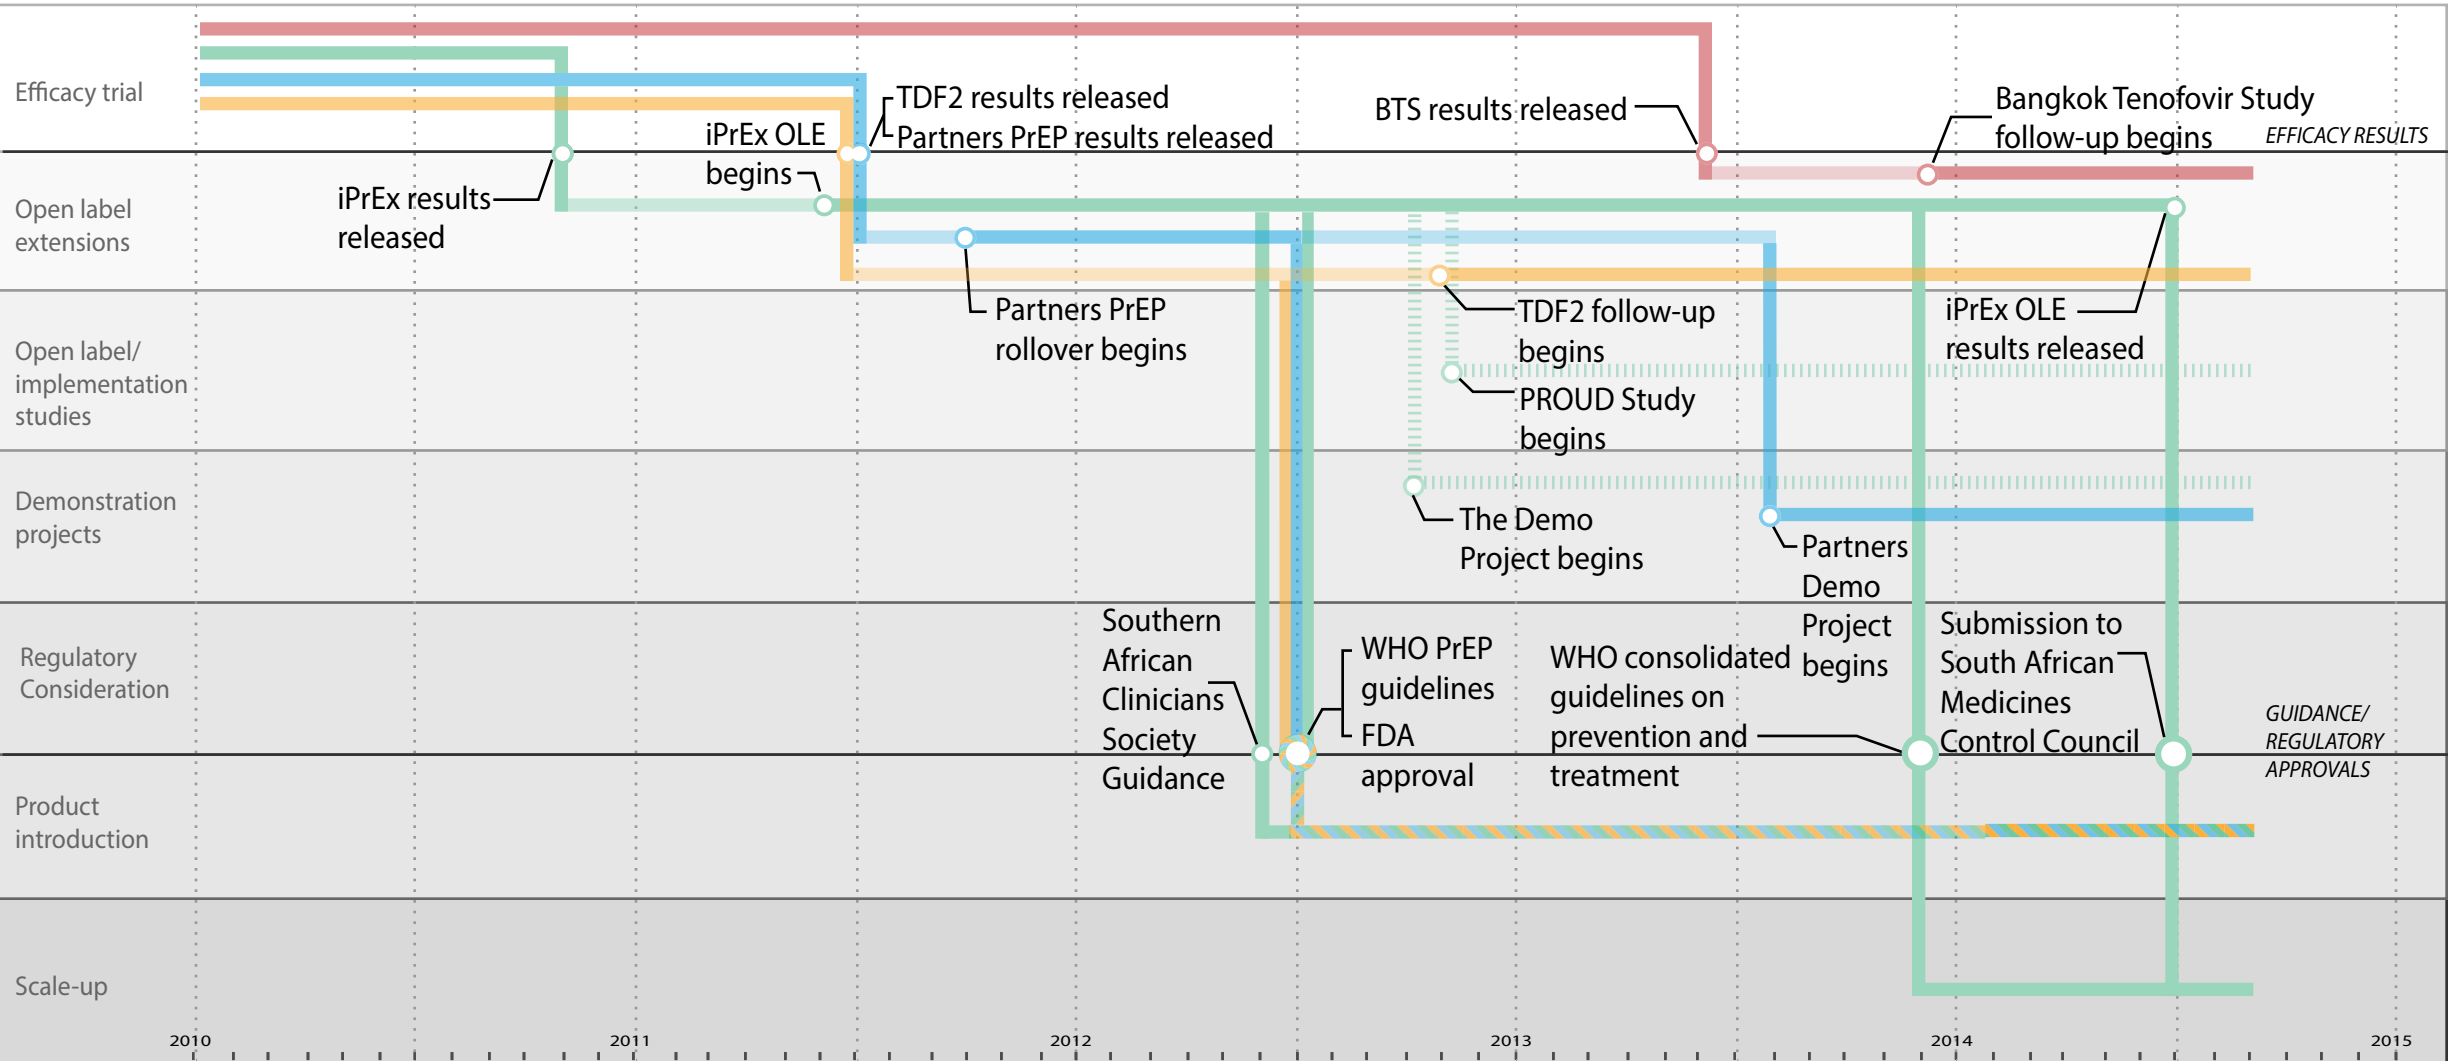 Efficacy trial
TDF2 results released
Partners PrEP results released
BTS results released
Bangkok Tenofovir Study
follow-up begins
EFFICACY RESULTS
iPrEx OLE
begins
iPrEx results
released
Open label
extensions
Partners PrEP
rollover begins
TDF2 follow-up
begins
iPrEx OLE
results released
Open label/
implementation
studies
PROUD Study
begins
Demonstration
projects
The Demo
Project begins
Partners
Demo
Project
begins
Regulatory
Consideration
Southern
African
Clinicians
Society
Guidance
WHO PrEP
guidelines
FDA
approval
WHO consolidated
guidelines on
prevention and
treatment
Submission to
South African
Medicines
Control Council
GUIDANCE/
REGULATORY
APPROVALS
Product
introduction
Scale-up
2010 2011 2012 2013 2014 2015